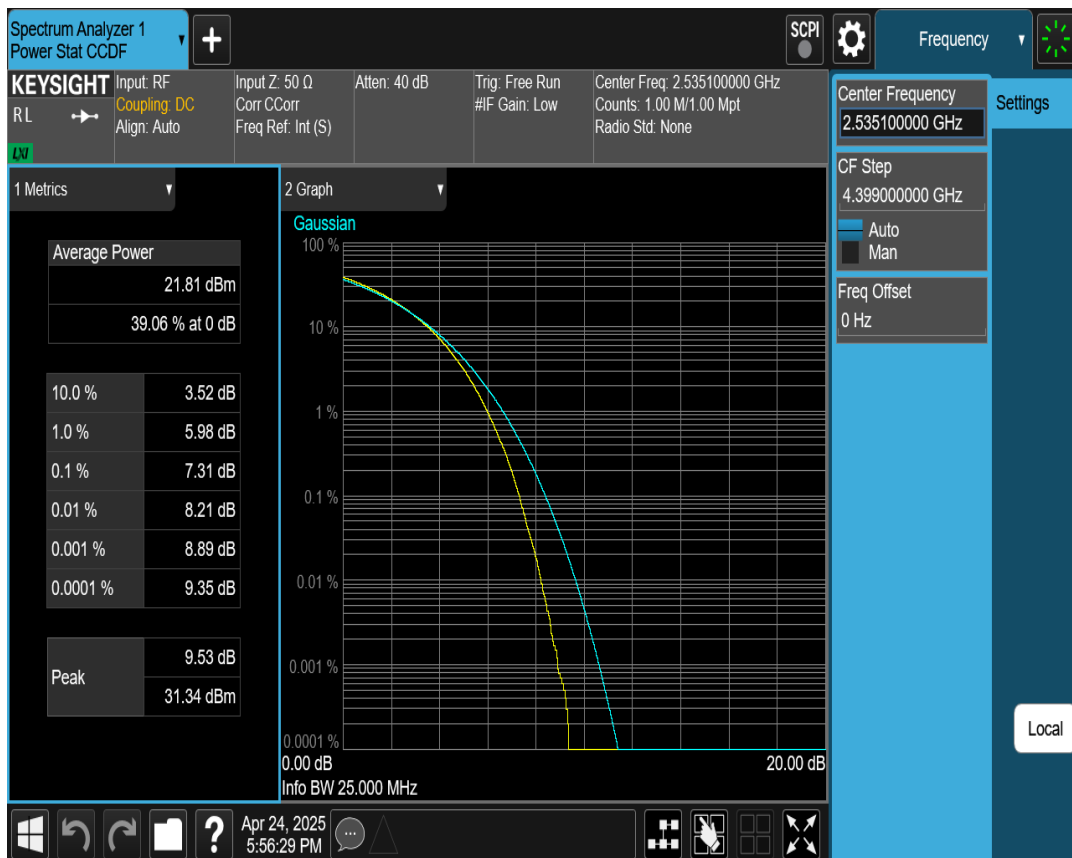 Spectrum Analyzer 1
Power Stat CCDF
+
SCPI
Frequency
KEYSIGHT
RL
LXI
Input: RF
Coupling: DC
Align: Auto
Input Z: 50 Ω
Corr CCorr
Freq Ref: Int (S)
Atten: 40 dB
Trig: Free Run
#IF Gain: Low
Center Freq: 2.535100000 GHz
Counts: 1.00 M/1.00 Mpt
Radio Std: None
Center Frequency
2.535100000 GHz
Settings
CF Step
4.399000000 GHz
Auto
Man
Freq Offset
0 Hz
1 Metrics
Average Power
21.81 dBm
39.06 % at 0 dB
10.0 % 3.52 dB
1.0 % 5.98 dB
0.1 % 7.31 dB
0.01 % 8.21 dB
0.001 % 8.89 dB
0.0001 % 9.35 dB
Peak
9.53 dB
31.34 dBm
2 Graph
Gaussian
100 %
10 %
1 %
0.1 %
0.01 %
0.001 %
0.0001 %
0.00 dB 20.00 dB
Info BW 25.000 MHz
Local
?
Apr 24, 2025
5:56:29 PM